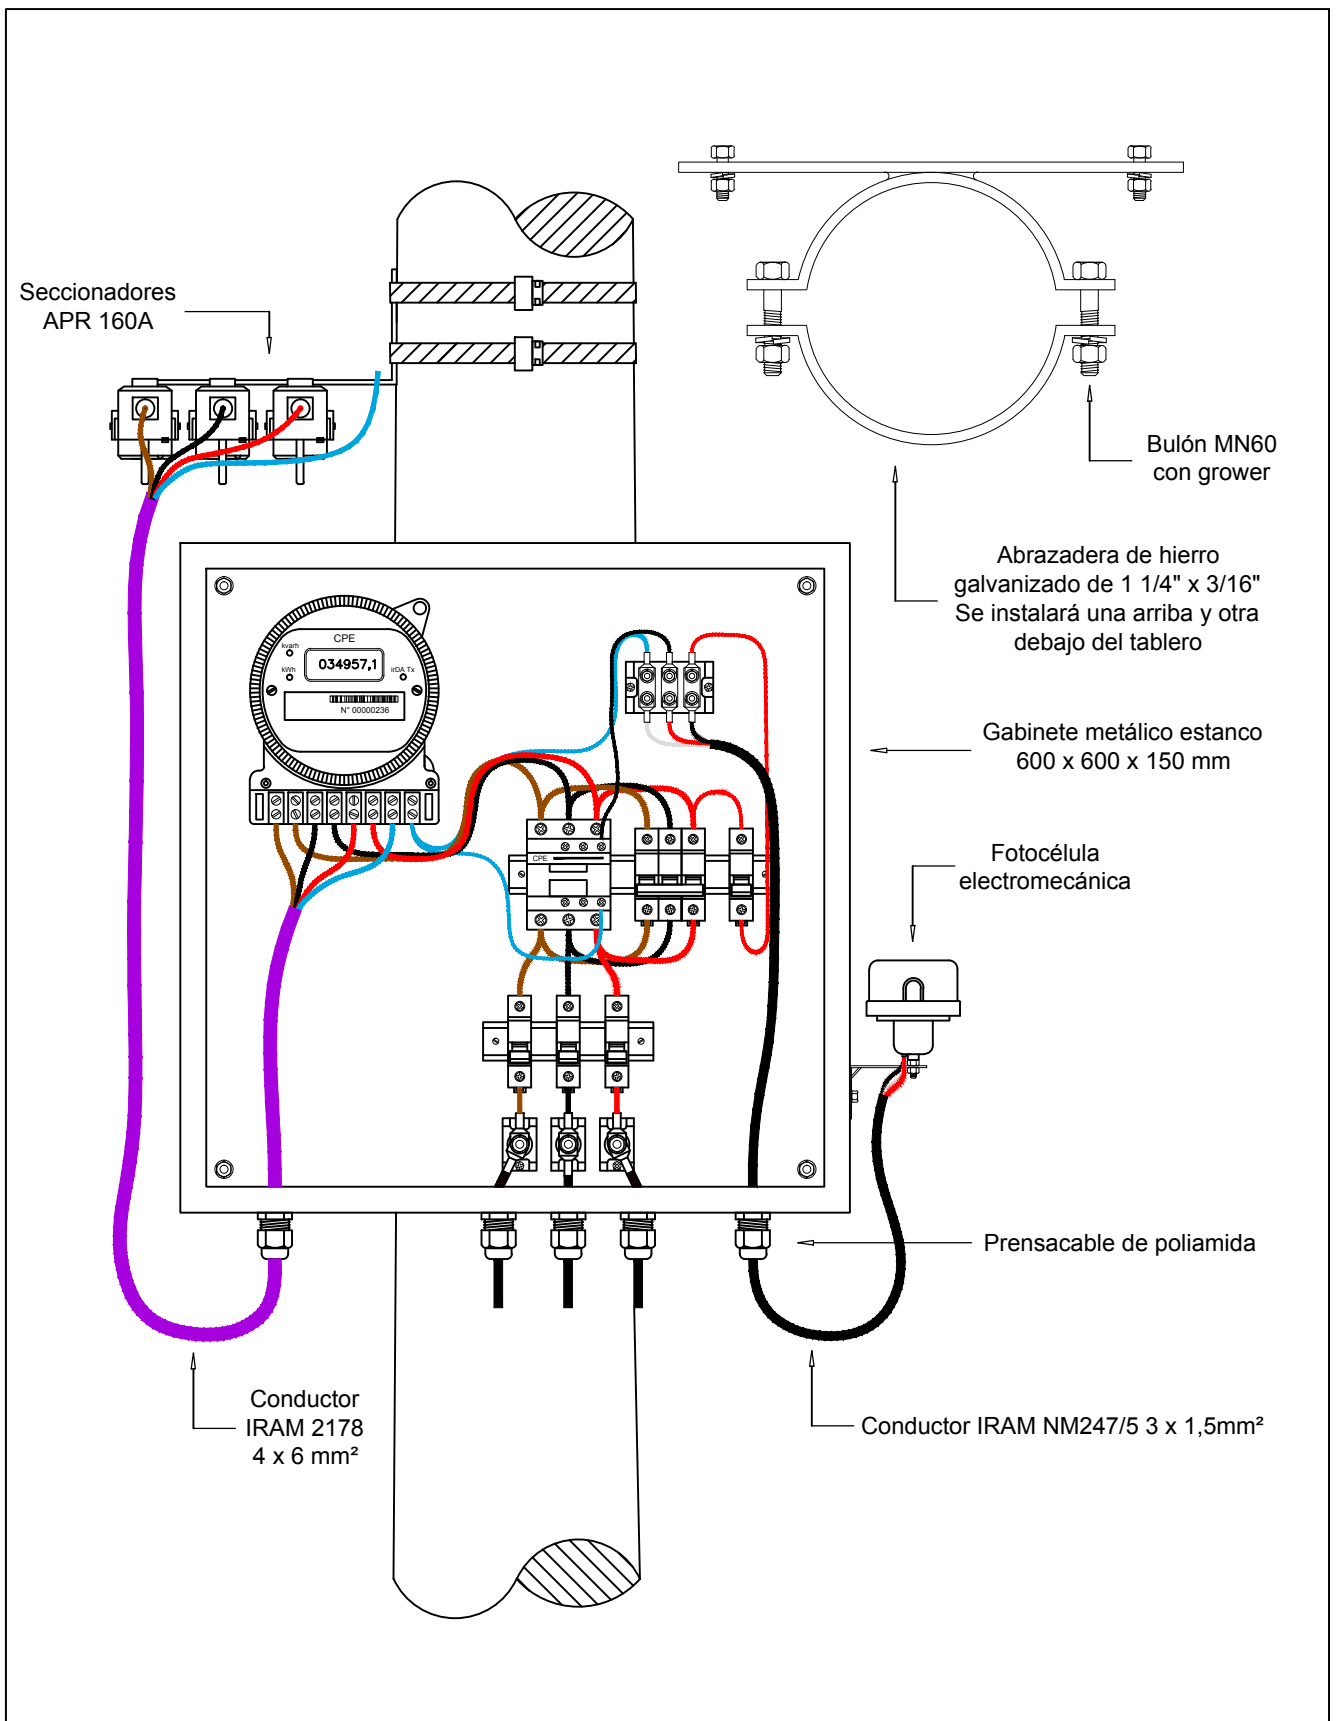 Seccionadores
APR 160A
Bulón MN60
con grower
Abrazadera de hierro
galvanizado de 1 1/4" x 3/16"
Se instalará una arriba y otra
debajo del tablero
CPE
kvarh
034957,1
kWh
irDA Tx
N° 00000236
Gabinete metálico estanco
600 x 600 x 150 mm
CPE
Fotocélula
electromecánica
Prensacable de poliamida
Conductor
IRAM 2178
4 x 6 mm²
Conductor IRAM NM247/5 3 x 1,5mm²